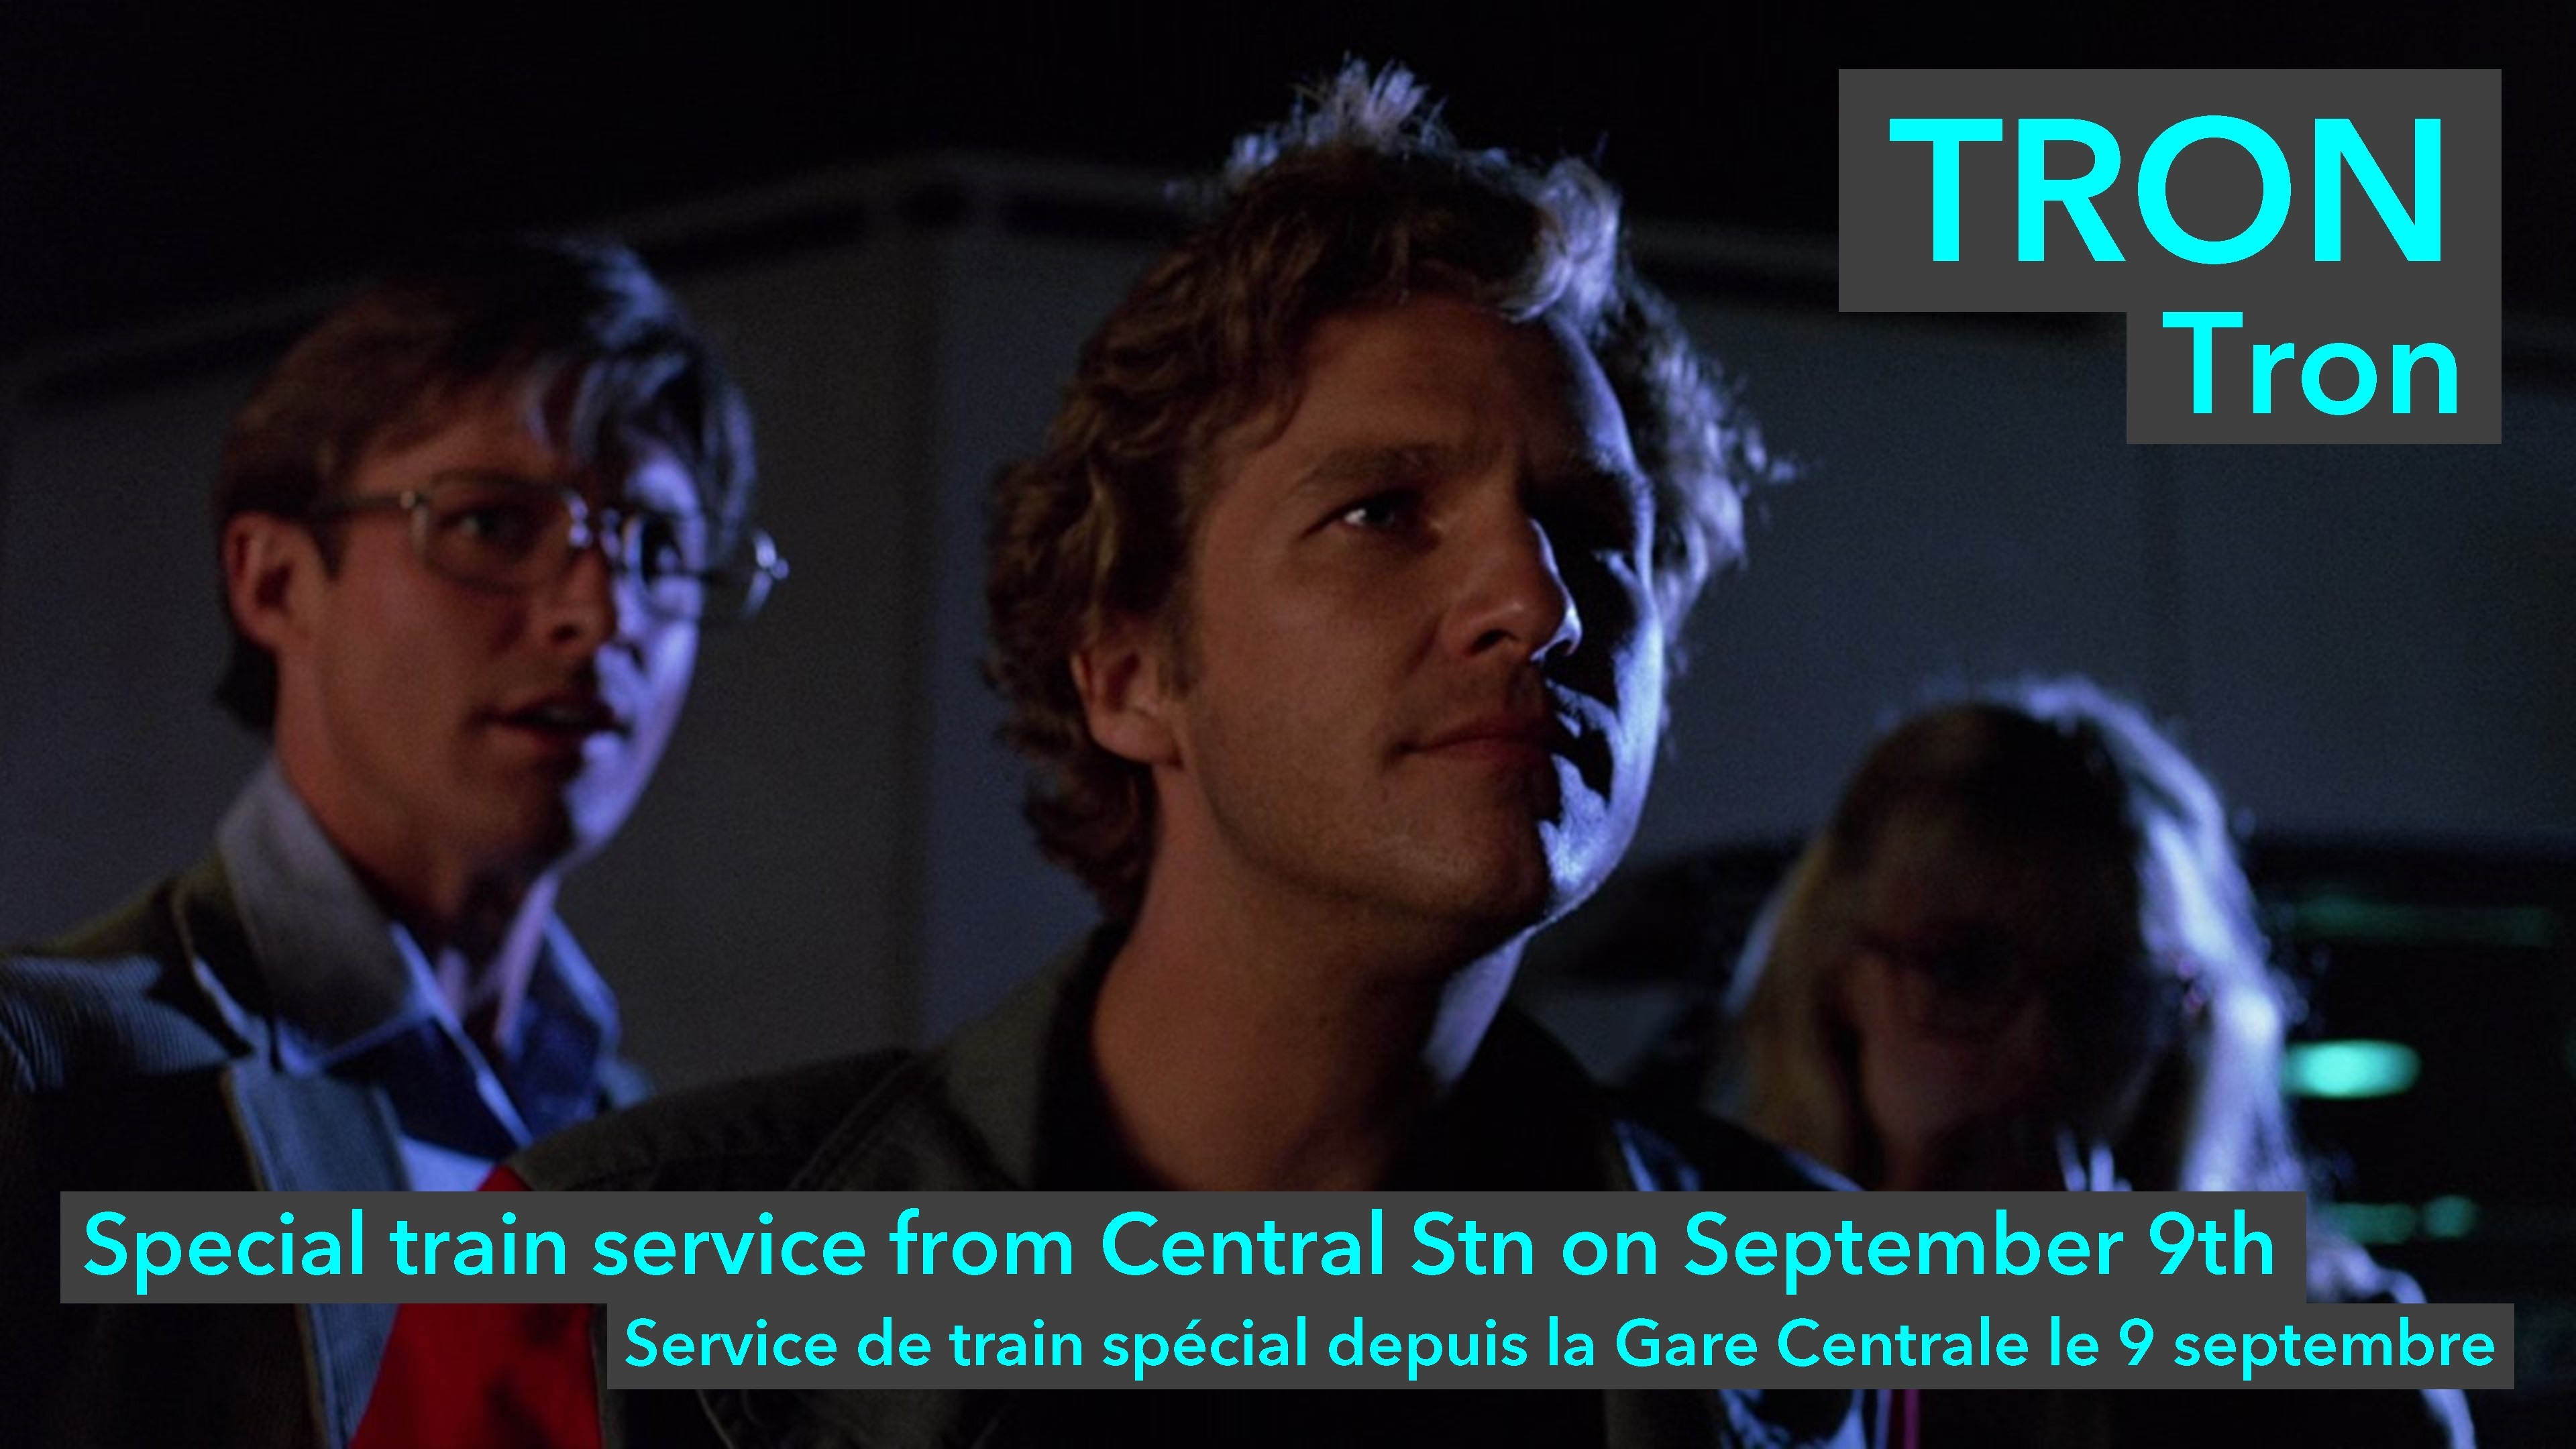 TRON
Tron
Special train service from Central Stn on September 9th
Service de train spécial depuis la Gare Centrale le 9 septembre